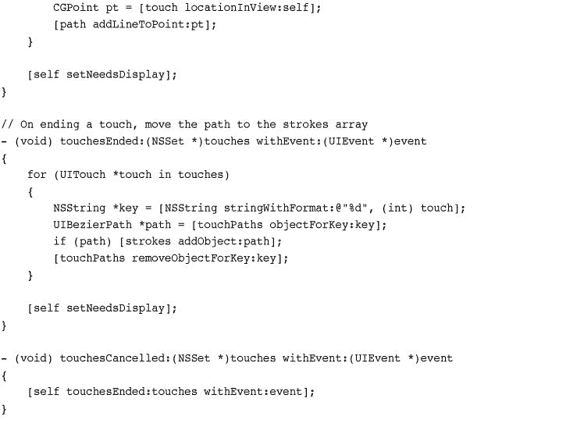 CGPoint pt = [touch locationInView:self];
[path addLineToPoint:pt];
}
[self setNeedsDisplay];
}
// On ending a touch, move the path to the strokes array
- (void) touchesEnded:(NSSet *)touches withEvent:(UIEvent *)event
{
for (UITouch *touch in touches)
{
NSString *key = [NSString stringWithFormat:@"%d", (int) touch];
UIBezierPath *path = [touchPaths objectForKey:key];
if (path) [strokes addObject:path];
[touchPaths removeObjectForKey:key];
}
[self setNeedsDisplay];
}
- (void) touchesCancelled:(NSSet *)touches withEvent:(UIEvent *)event
{
[self touchesEnded:touches withEvent:event];
}